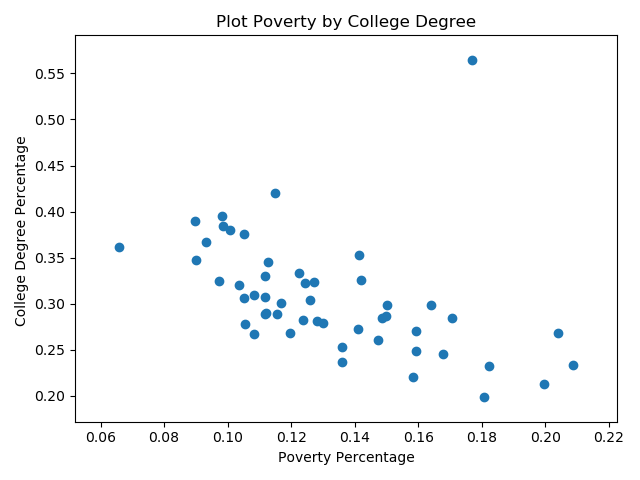 Plot Poverty by College Degree
College Degree Percentage
0.55
0.50
0.45
0.40
0.35
0.30
0.25
0.20
0.06 0.08 0.10 0.12 0.14 0.16 0.18 0.20 0.22
Poverty Percentage